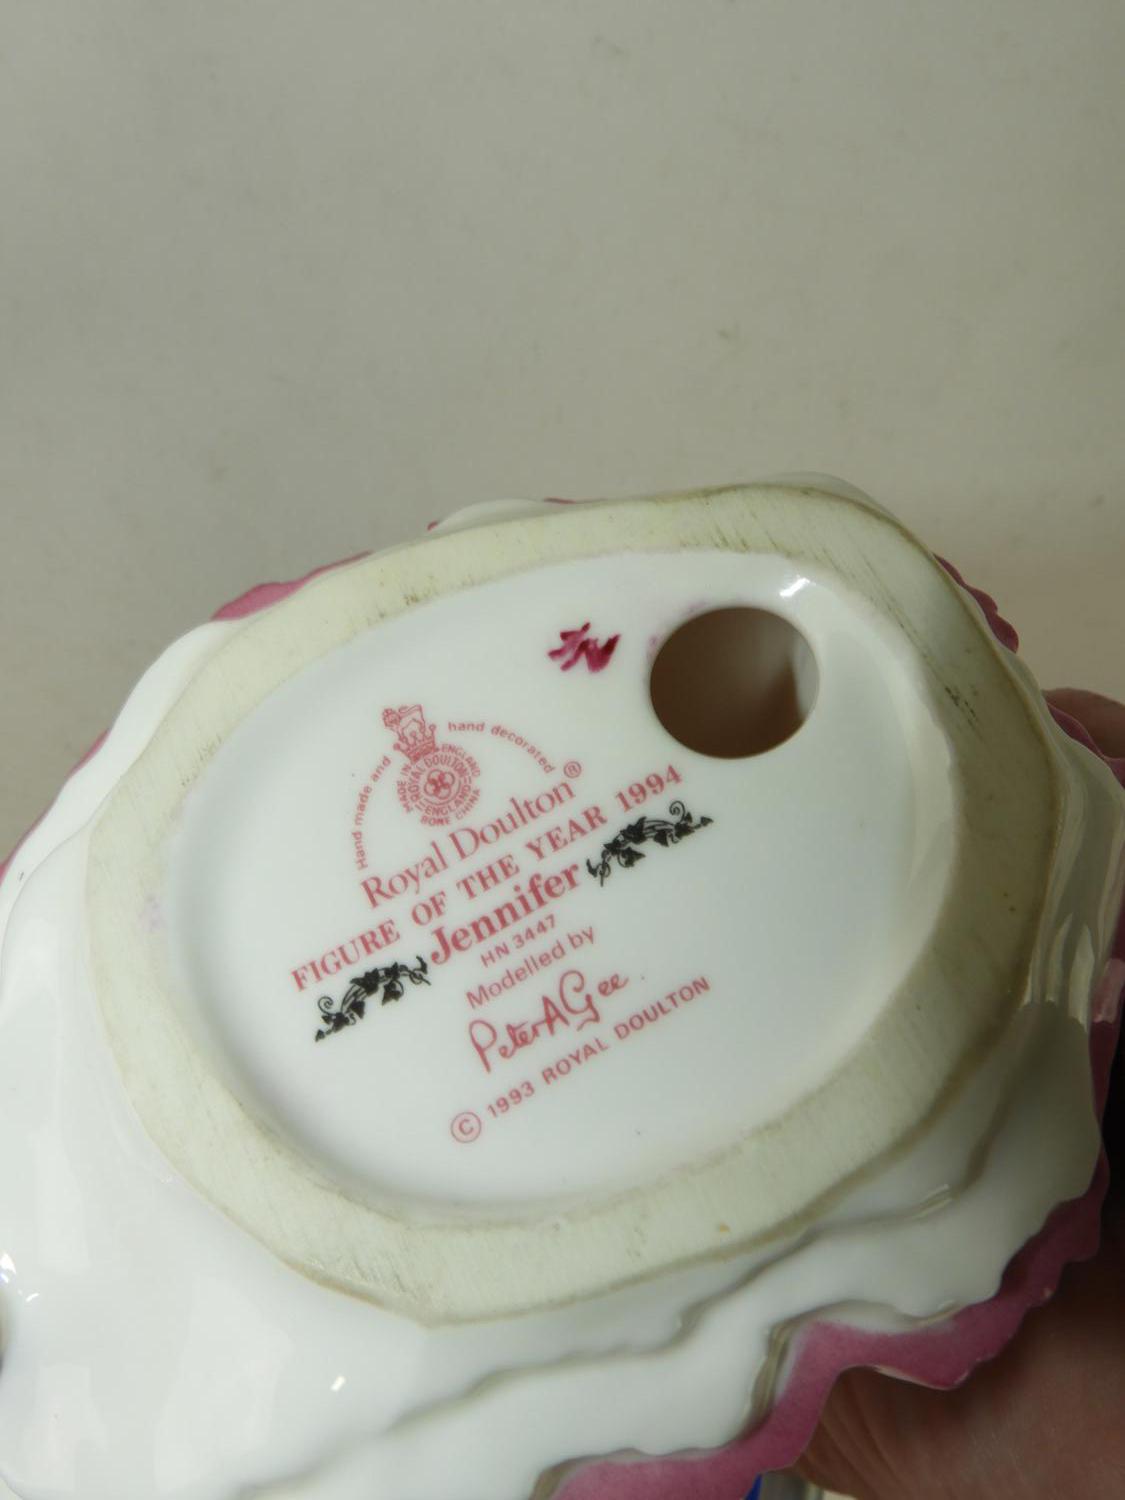 Hand made and hand decorated
MADE IN ENGLAND
ROYAL DOULTON
ENGLAND
BONE CHINA
Royal Doulton®
FIGURE OF THE YEAR 1994
Jennifer
HN 3447
Modelled by
Peter A Gee
© 1993 ROYAL DOULTON